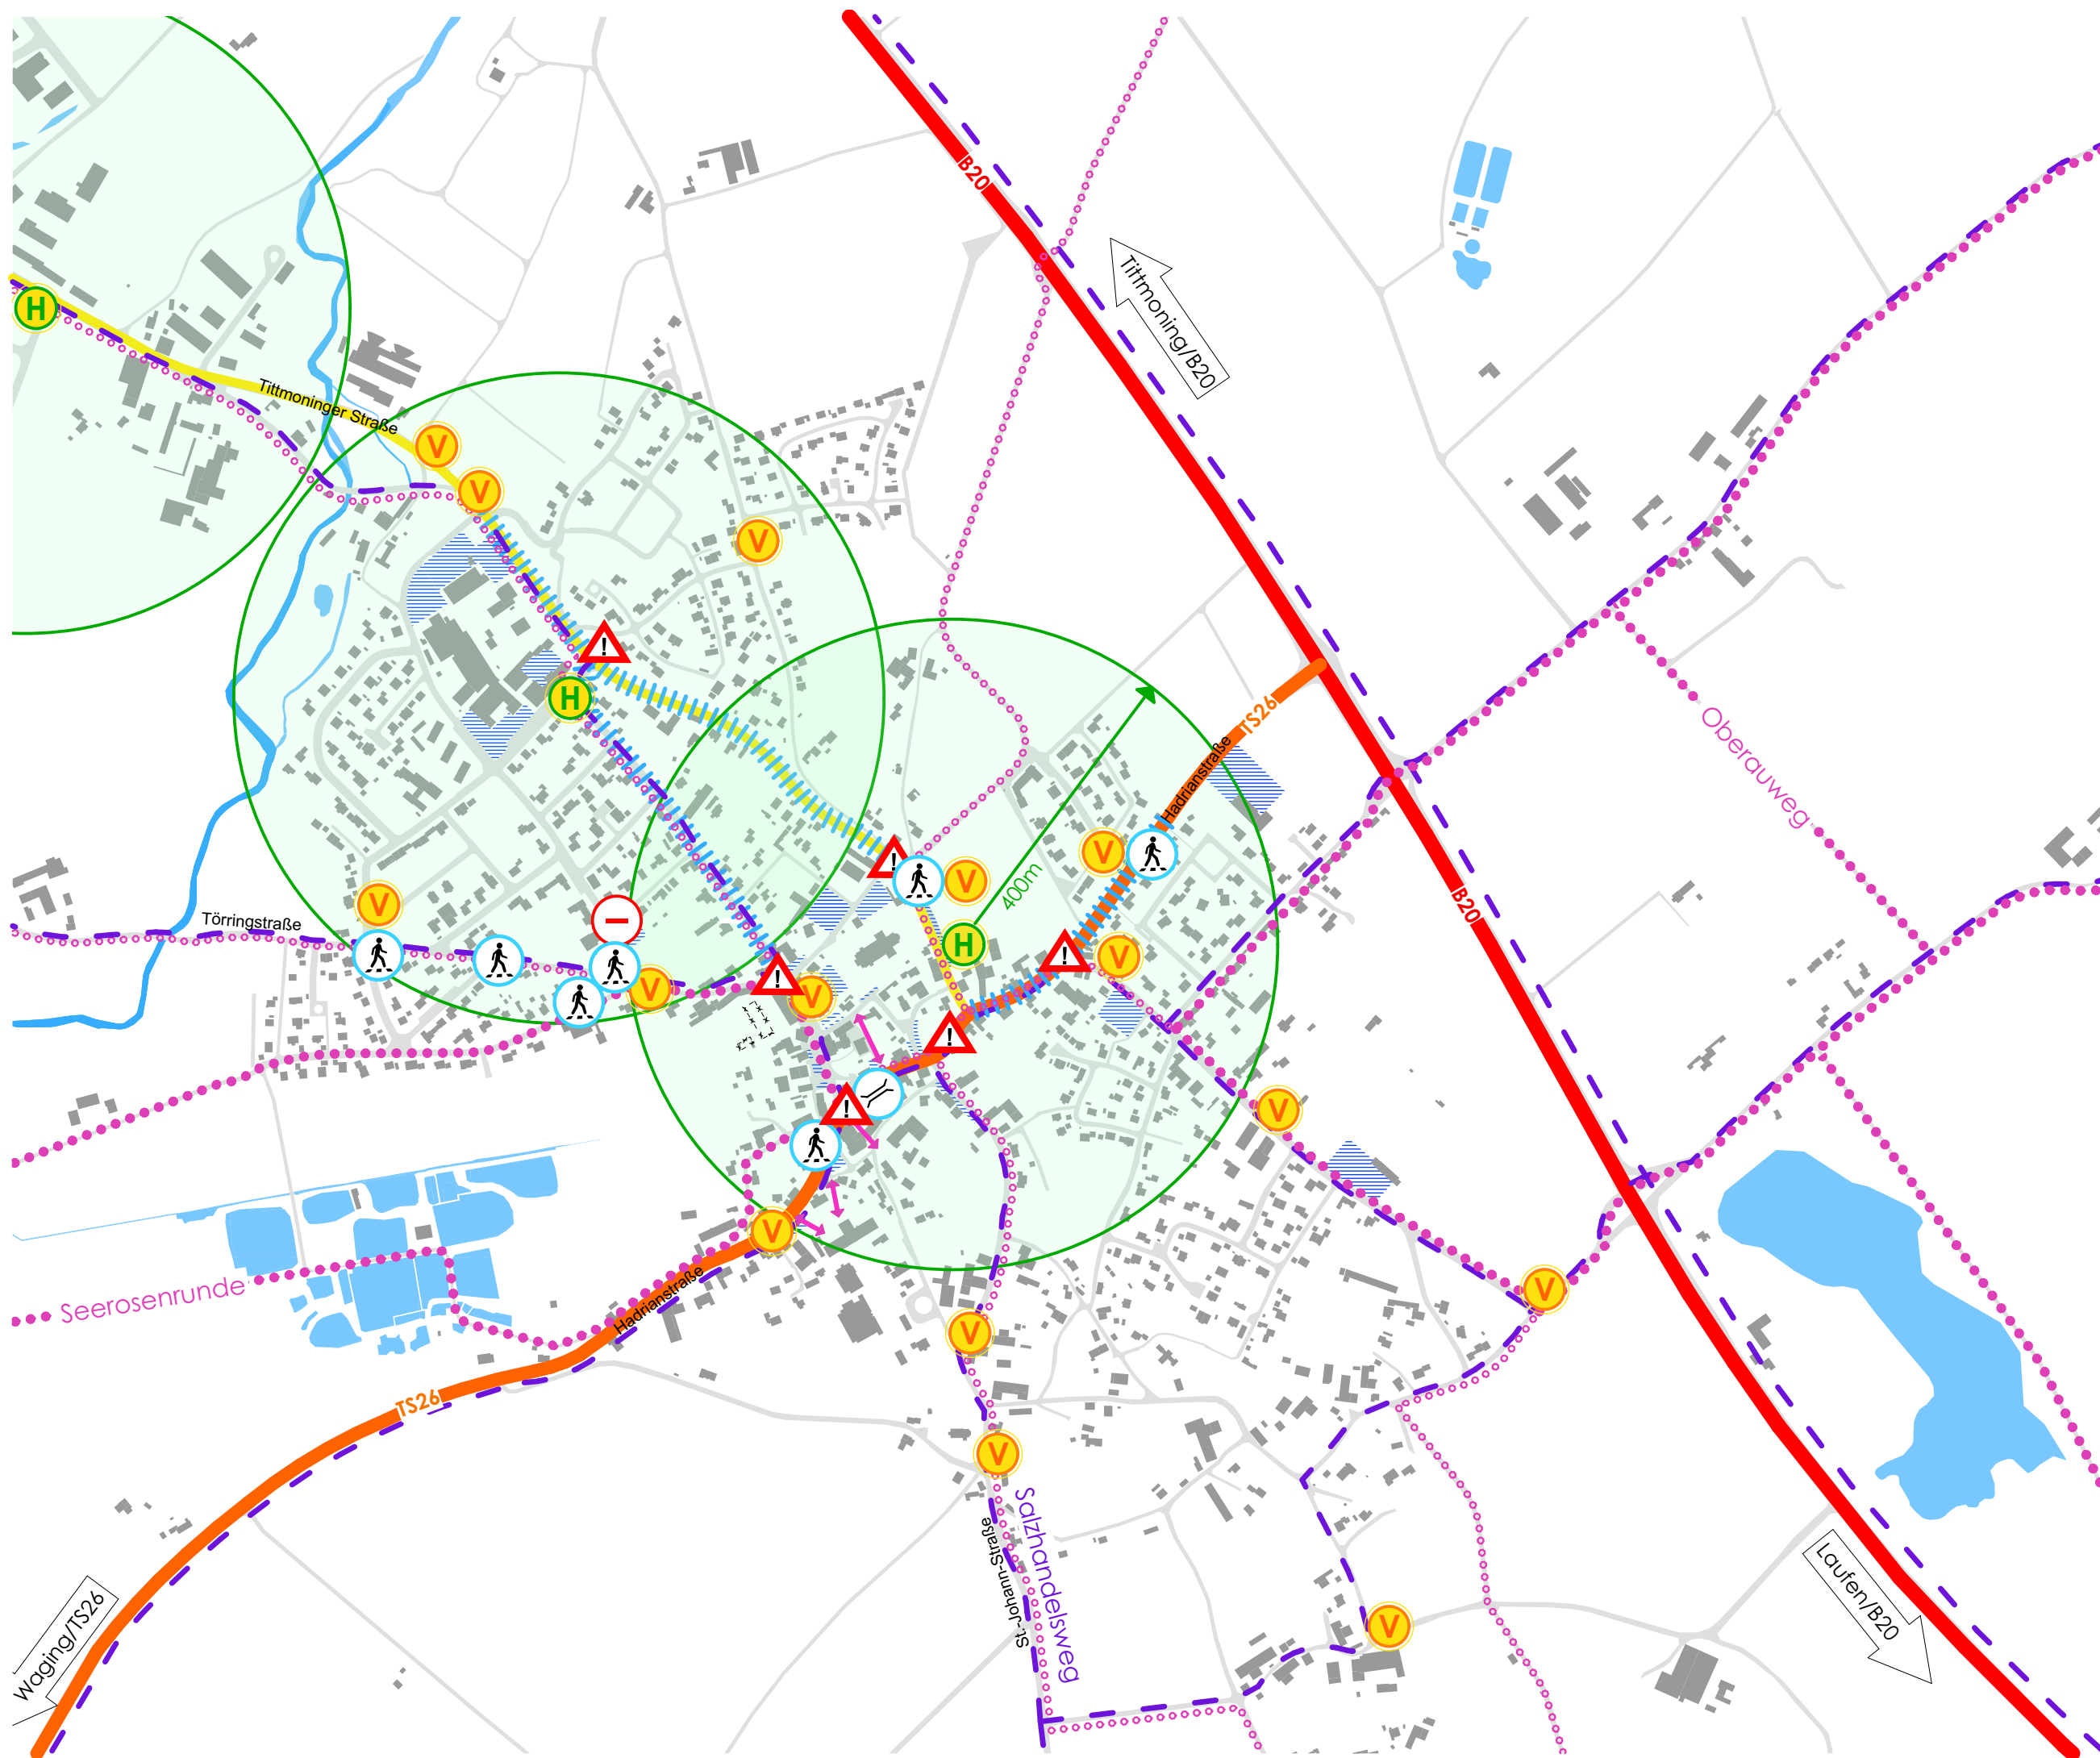 B20
Tittmoning/B20
H
Tittmoninger Straße
V
V
V
!
H
TS26
Hadrianstraße
Oberauweg
400m
!
V
V
V
B20
Törringstraße
H
!
V
V
!
V
!
!
V
V
Seerosenrunde
Hadrianstraße
V
V
TS26
V
Salzhandelsweg
St.-Johann-Straße
Laufen/B20
Waging/TS26
V